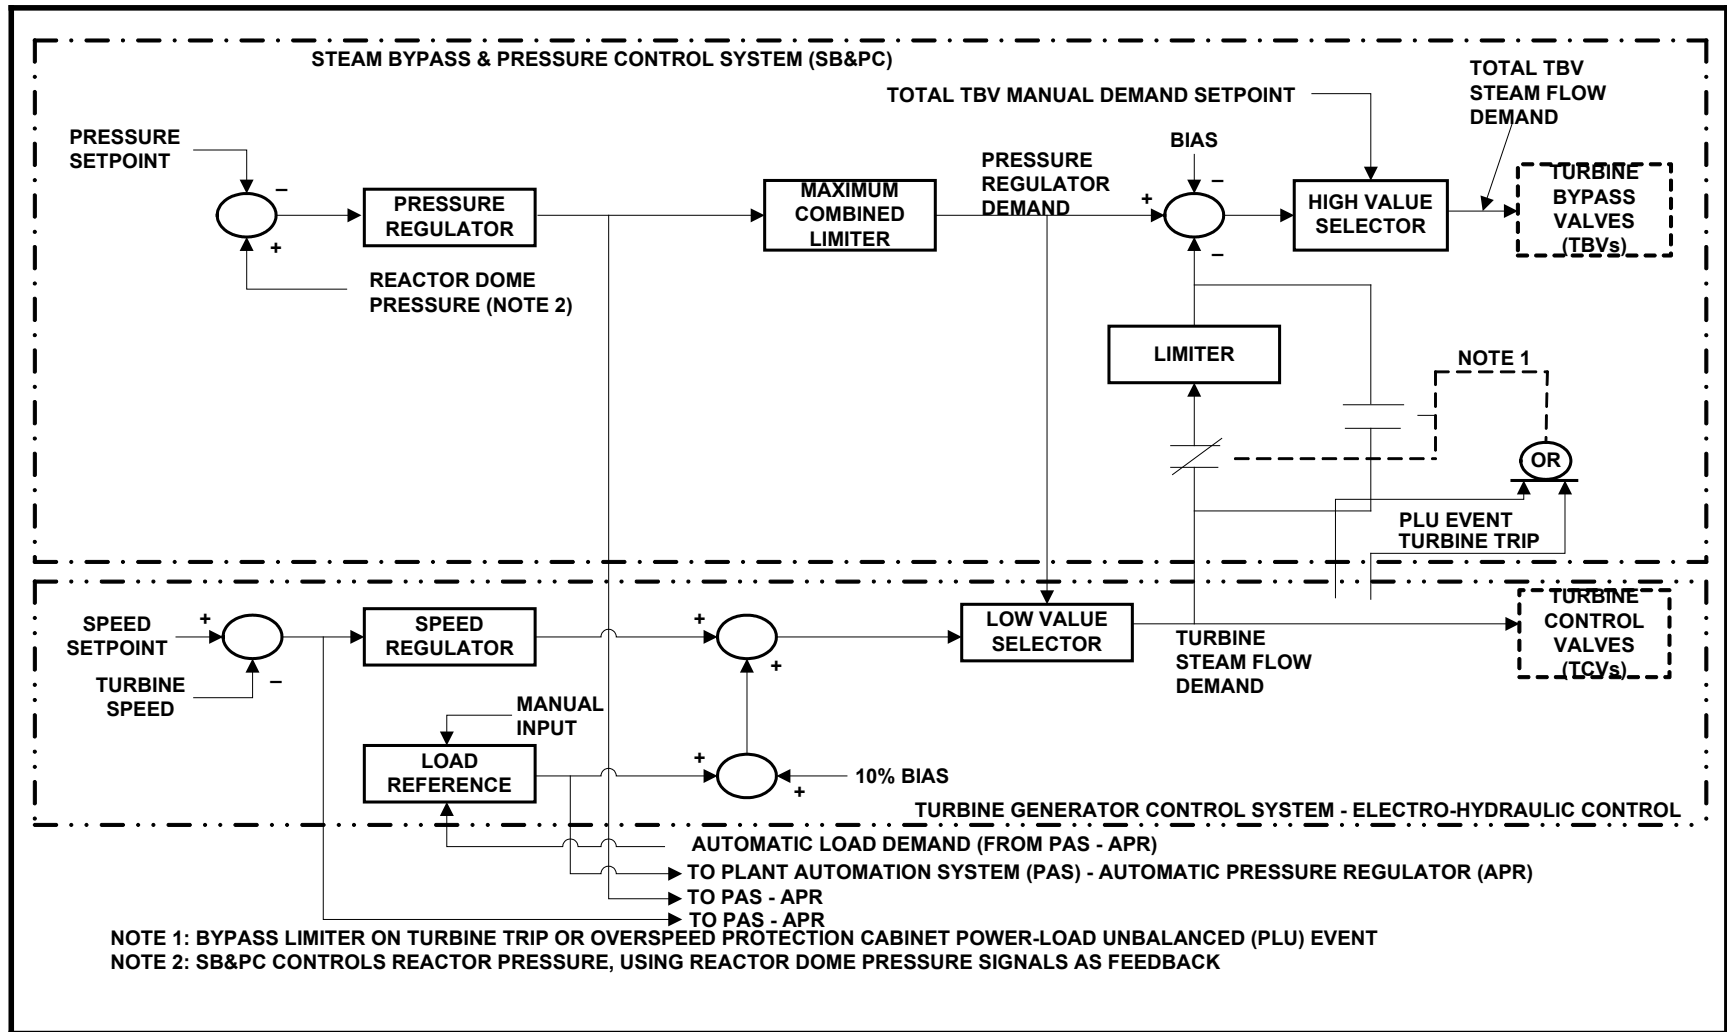 STEAM BYPASS & PRESSURE CONTROL SYSTEM (SB&PC)
TOTAL TBV
STEAM FLOW
DEMAND
TOTAL TBV MANUAL DEMAND SETPOINT
PRESSURE
SETPOINT
BIAS
PRESSURE
REGULATOR
DEMAND
–
+
PRESSURE
REGULATOR
MAXIMUM
COMBINED
LIMITER
+
–
–
HIGH VALUE
SELECTOR
TURBINE
BYPASS
VALVES
(TBVs)
REACTOR DOME
PRESSURE (NOTE 2)
LIMITER
NOTE 1
OR
PLU EVENT
TURBINE TRIP
SPEED
SETPOINT
+
–
TURBINE
SPEED
SPEED
REGULATOR
+
+
LOW VALUE
SELECTOR
TURBINE
STEAM FLOW
DEMAND
TURBINE
CONTROL
VALVES
(TCVs)
MANUAL
INPUT
LOAD
REFERENCE
+
+
10% BIAS
TURBINE GENERATOR CONTROL SYSTEM - ELECTRO-HYDRAULIC CONTROL
AUTOMATIC LOAD DEMAND (FROM PAS - APR)
TO PLANT AUTOMATION SYSTEM (PAS) - AUTOMATIC PRESSURE REGULATOR (APR)
TO PAS - APR
TO PAS - APR
NOTE 1: BYPASS LIMITER ON TURBINE TRIP OR OVERSPEED PROTECTION CABINET POWER-LOAD UNBALANCED (PLU) EVENT
NOTE 2: SB&PC CONTROLS REACTOR PRESSURE, USING REACTOR DOME PRESSURE SIGNALS AS FEEDBACK